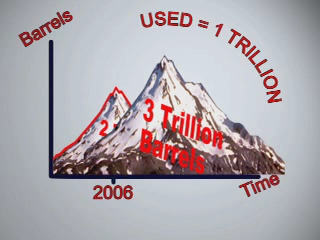 Barrels
USED = 1 TRILLION
2
3 Trillion
Barrels
2006
Time